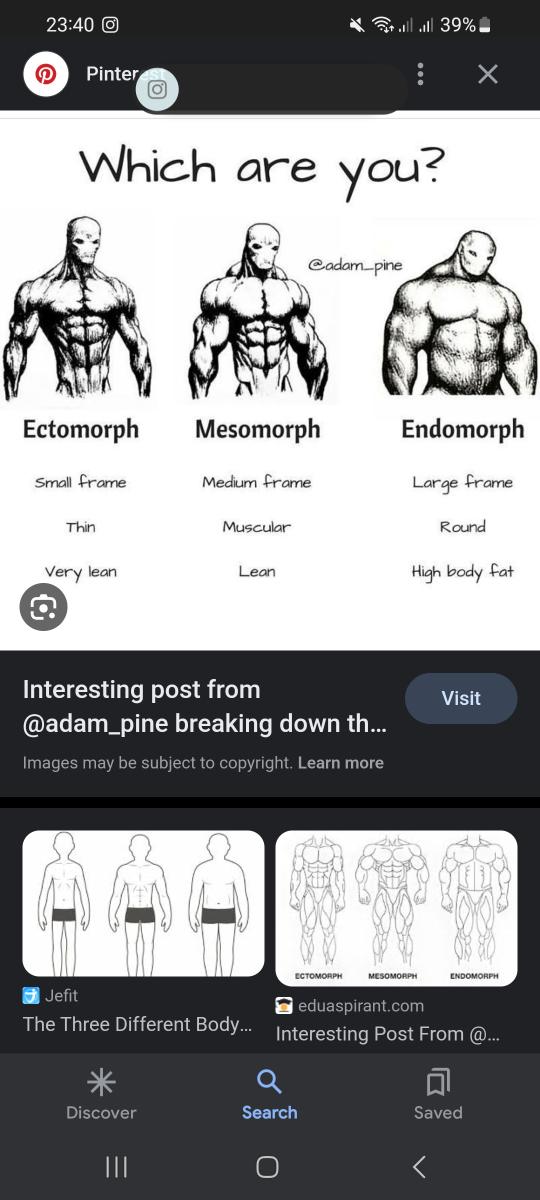 23:40
39%
Pinterest
Which are you?
@adam_pine
Ectomorph Mesomorph Endomorph
Small frame Medium frame Large frame
Thin Muscular Round
Very lean Lean High body fat
Interesting post from
@adam_pine breaking down th...
Visit
Images may be subject to copyright. Learn more
ECTOMORPH MESOMORPH ENDOMORPH
Jefit
The Three Different Body...
eduaspirant.com
Interesting Post From @...
Discover Search Saved